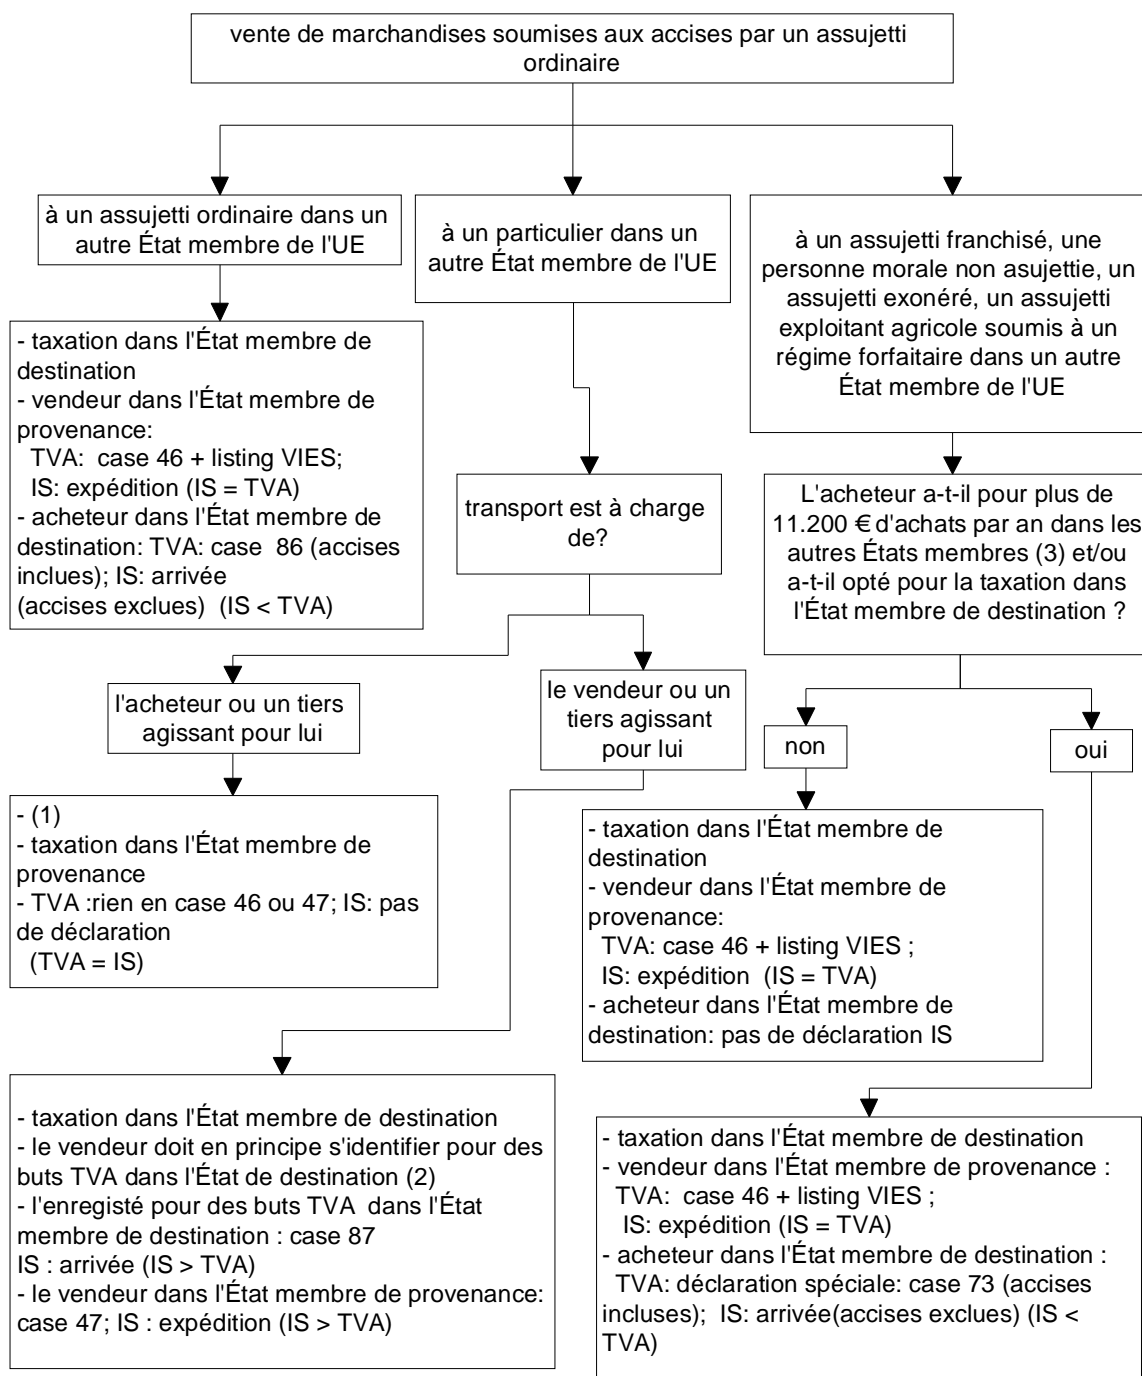 vente de marchandises soumises aux accises par un assujetti
ordinaire
à un assujetti ordinaire dans un
autre État membre de l'UE
à un particulier dans un
autre État membre de l'UE
à un assujetti franchisé, une
personne morale non asujettie, un
assujetti exonéré, un assujetti
exploitant agricole soumis à un
régime forfaitaire dans un autre
État membre de l'UE
- taxation dans l'État membre de
destination
- vendeur dans l'État membre de
provenance:
TVA: case 46 + listing VIES;
IS: expédition (IS = TVA)
- acheteur dans l'État membre de
destination: TVA: case 86 (accises
inclues); IS: arrivée
(accises exclues) (IS < TVA)
transport est à charge
de?
L'acheteur a-t-il pour plus de
11.200 € d'achats par an dans les
autres États membres (3) et/ou
a-t-il opté pour la taxation dans
l'État membre de destination ?
l'acheteur ou un tiers
agissant pour lui
le vendeur ou un
tiers agissant
pour lui
non
oui
- (1)
- taxation dans l'État membre de
provenance
- TVA :rien en case 46 ou 47; IS: pas
de déclaration
(TVA = IS)
- taxation dans l'État membre de
destination
- vendeur dans l'État membre de
provenance:
TVA: case 46 + listing VIES ;
IS: expédition (IS = TVA)
- acheteur dans l'État membre de
destination: pas de déclaration IS
- taxation dans l'État membre de destination
- le vendeur doit en principe s'identifier pour des
buts TVA dans l'État de destination (2)
- l'enregisté pour des buts TVA dans l'État
membre de destination : case 87
IS : arrivée (IS > TVA)
- le vendeur dans l'État membre de provenance:
case 47; IS : expédition (IS > TVA)
- taxation dans l'État membre de destination
- vendeur dans l'État membre de provenance :
TVA: case 46 + listing VIES ;
IS: expédition (IS = TVA)
- acheteur dans l'État membre de destination :
TVA: déclaration spéciale: case 73 (accises
incluses); IS: arrivée(accises exclues) (IS <
TVA)